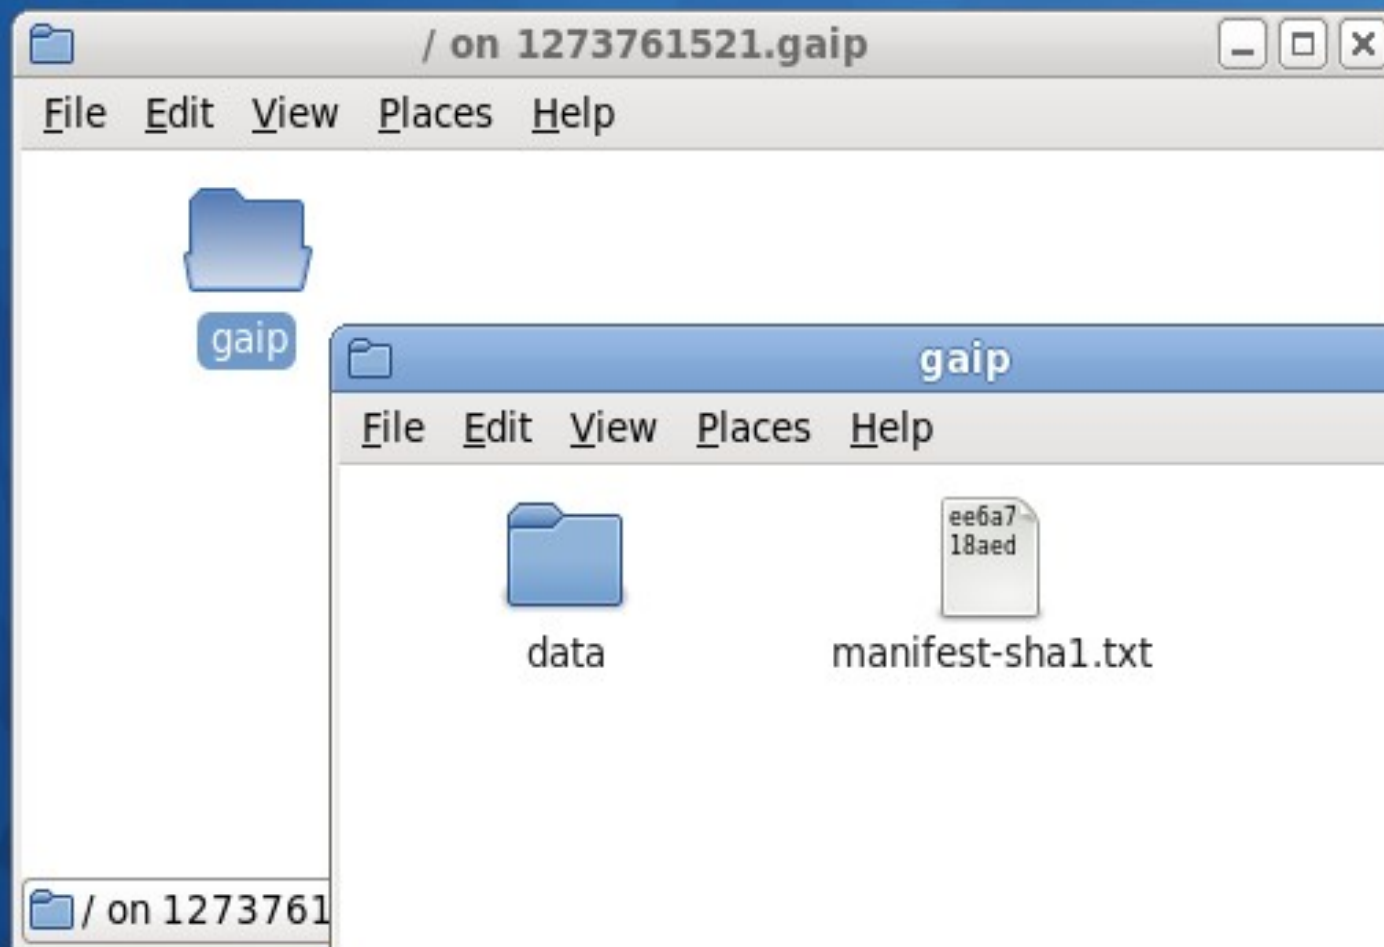 / on 1273761521.gaip
File Edit View Places Help
gaip
gaip
File Edit View Places Help
ee6a7
18aed
data
manifest-sha1.txt
/ on 1273761